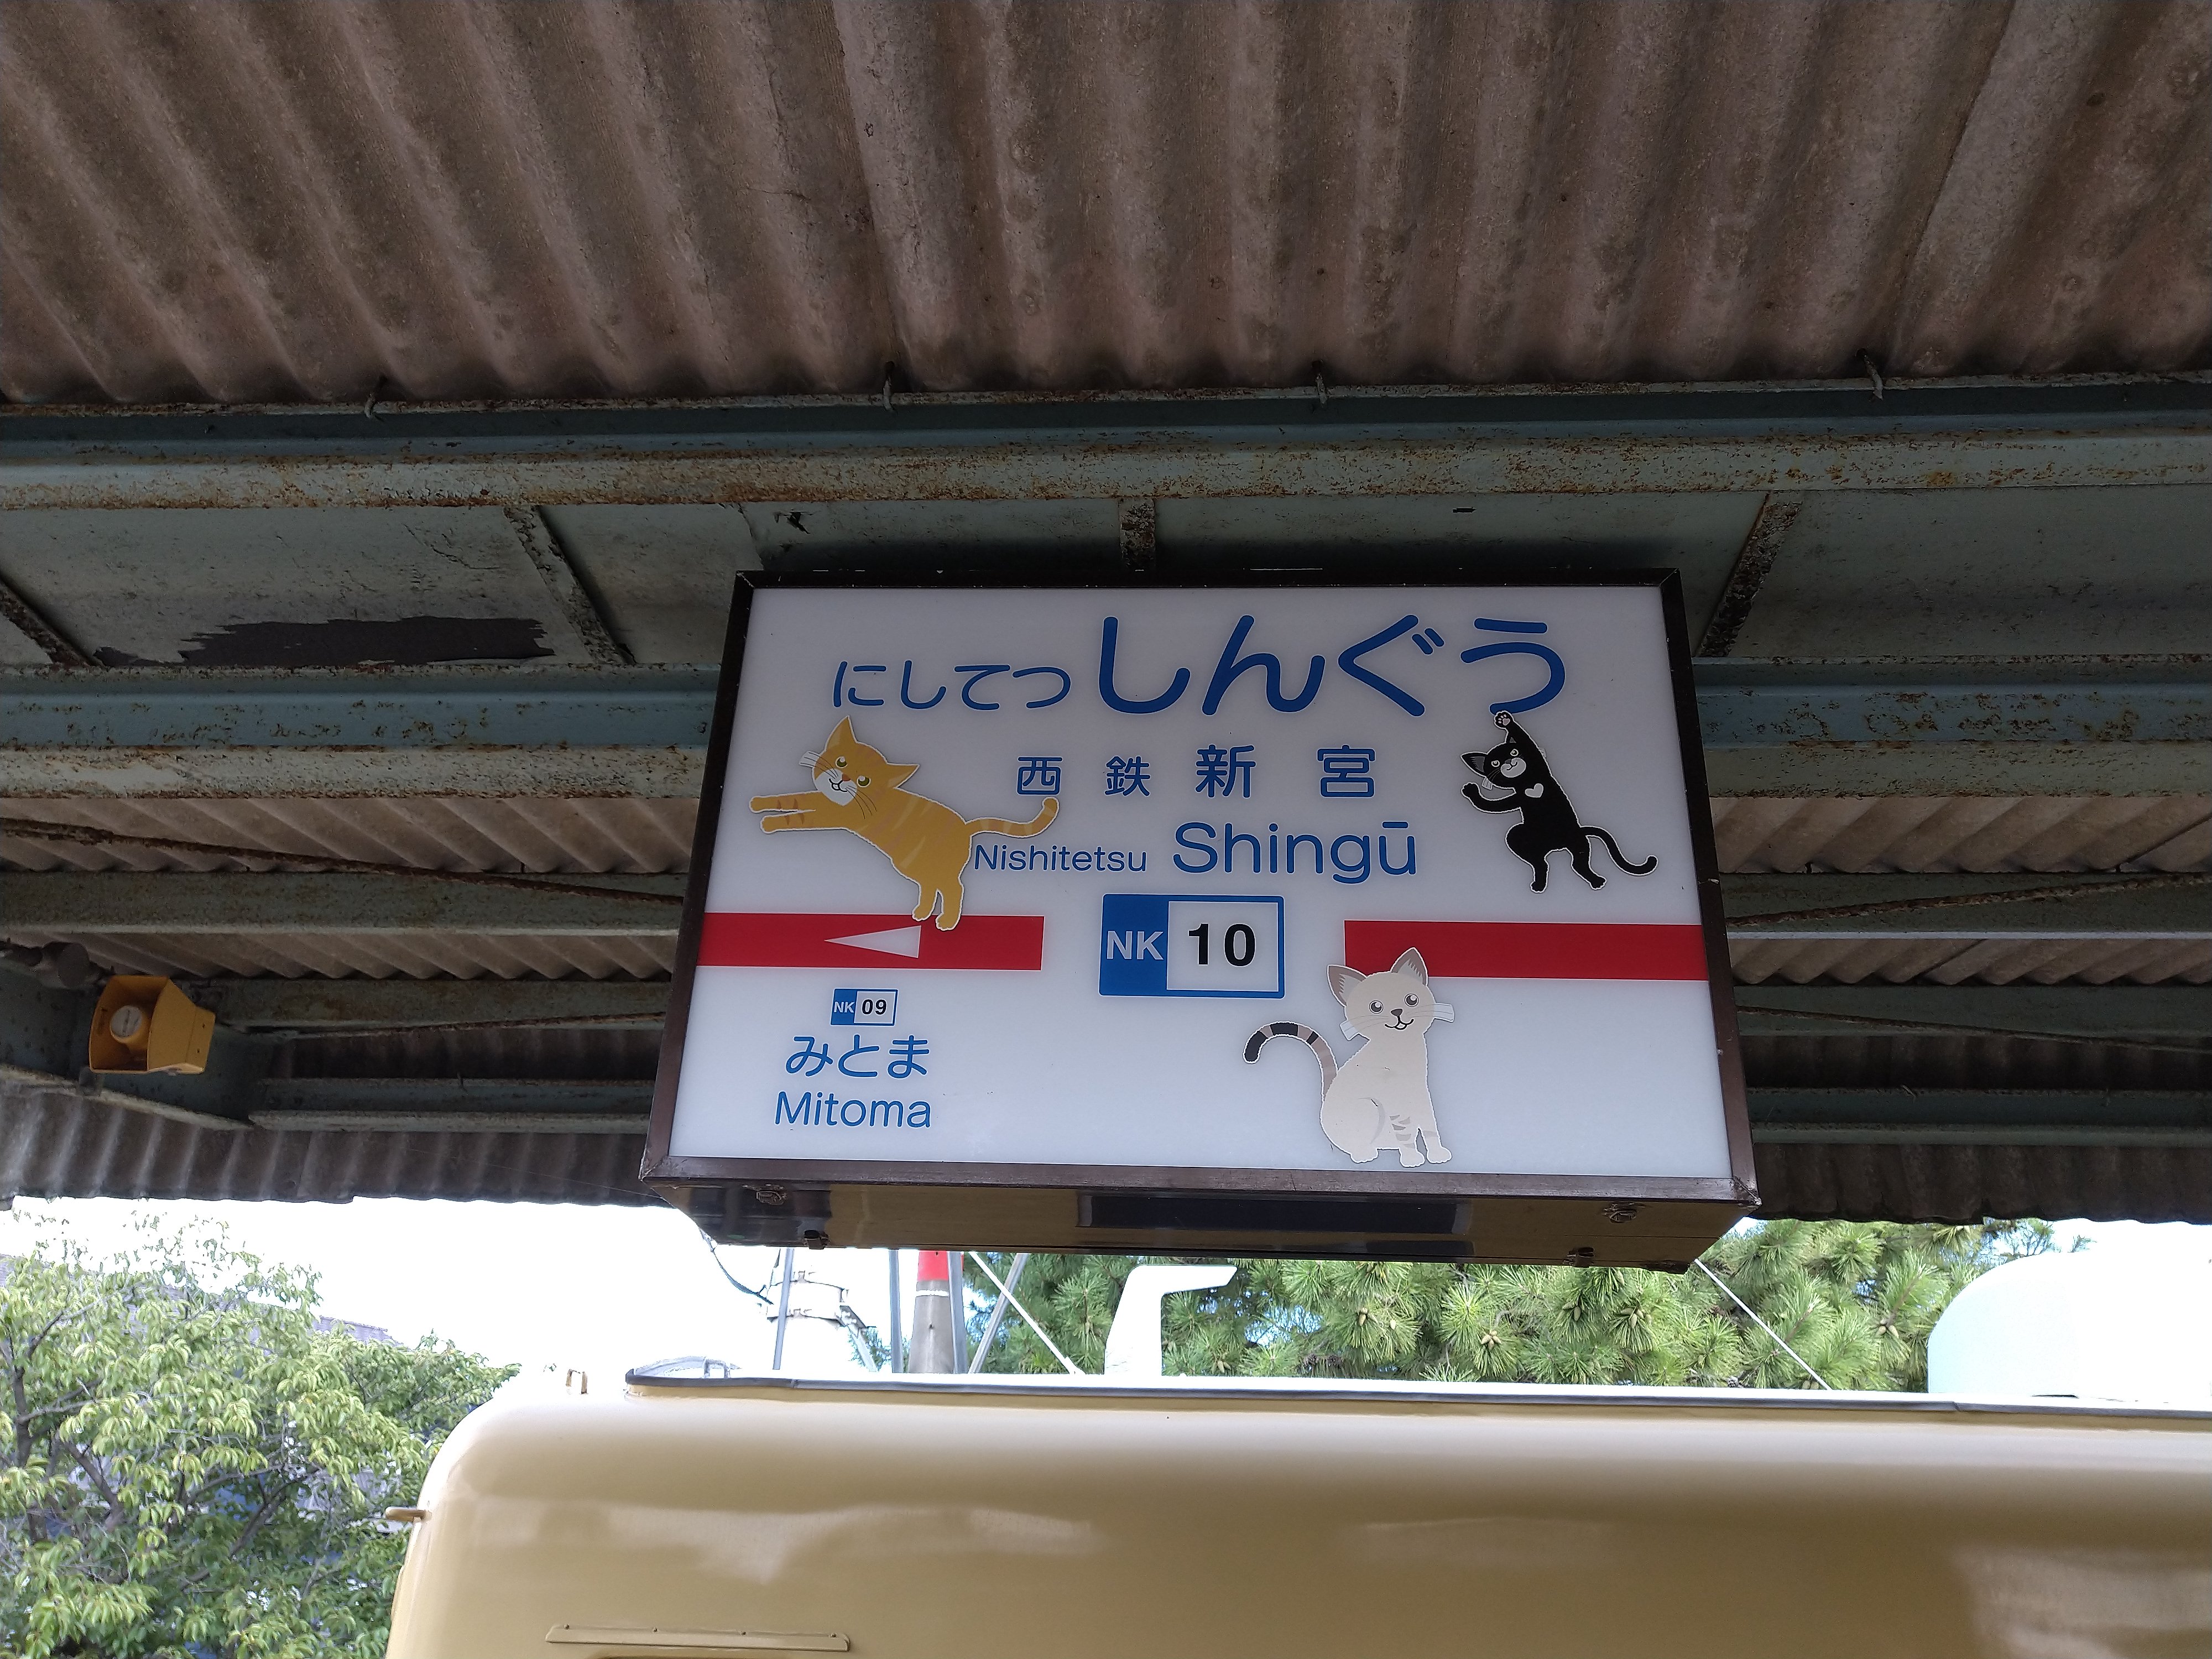 にしてつ しんぐう
西鉄新宮
Nishitetsu Shingū
NK 10
NK 09
みとま
Mitoma